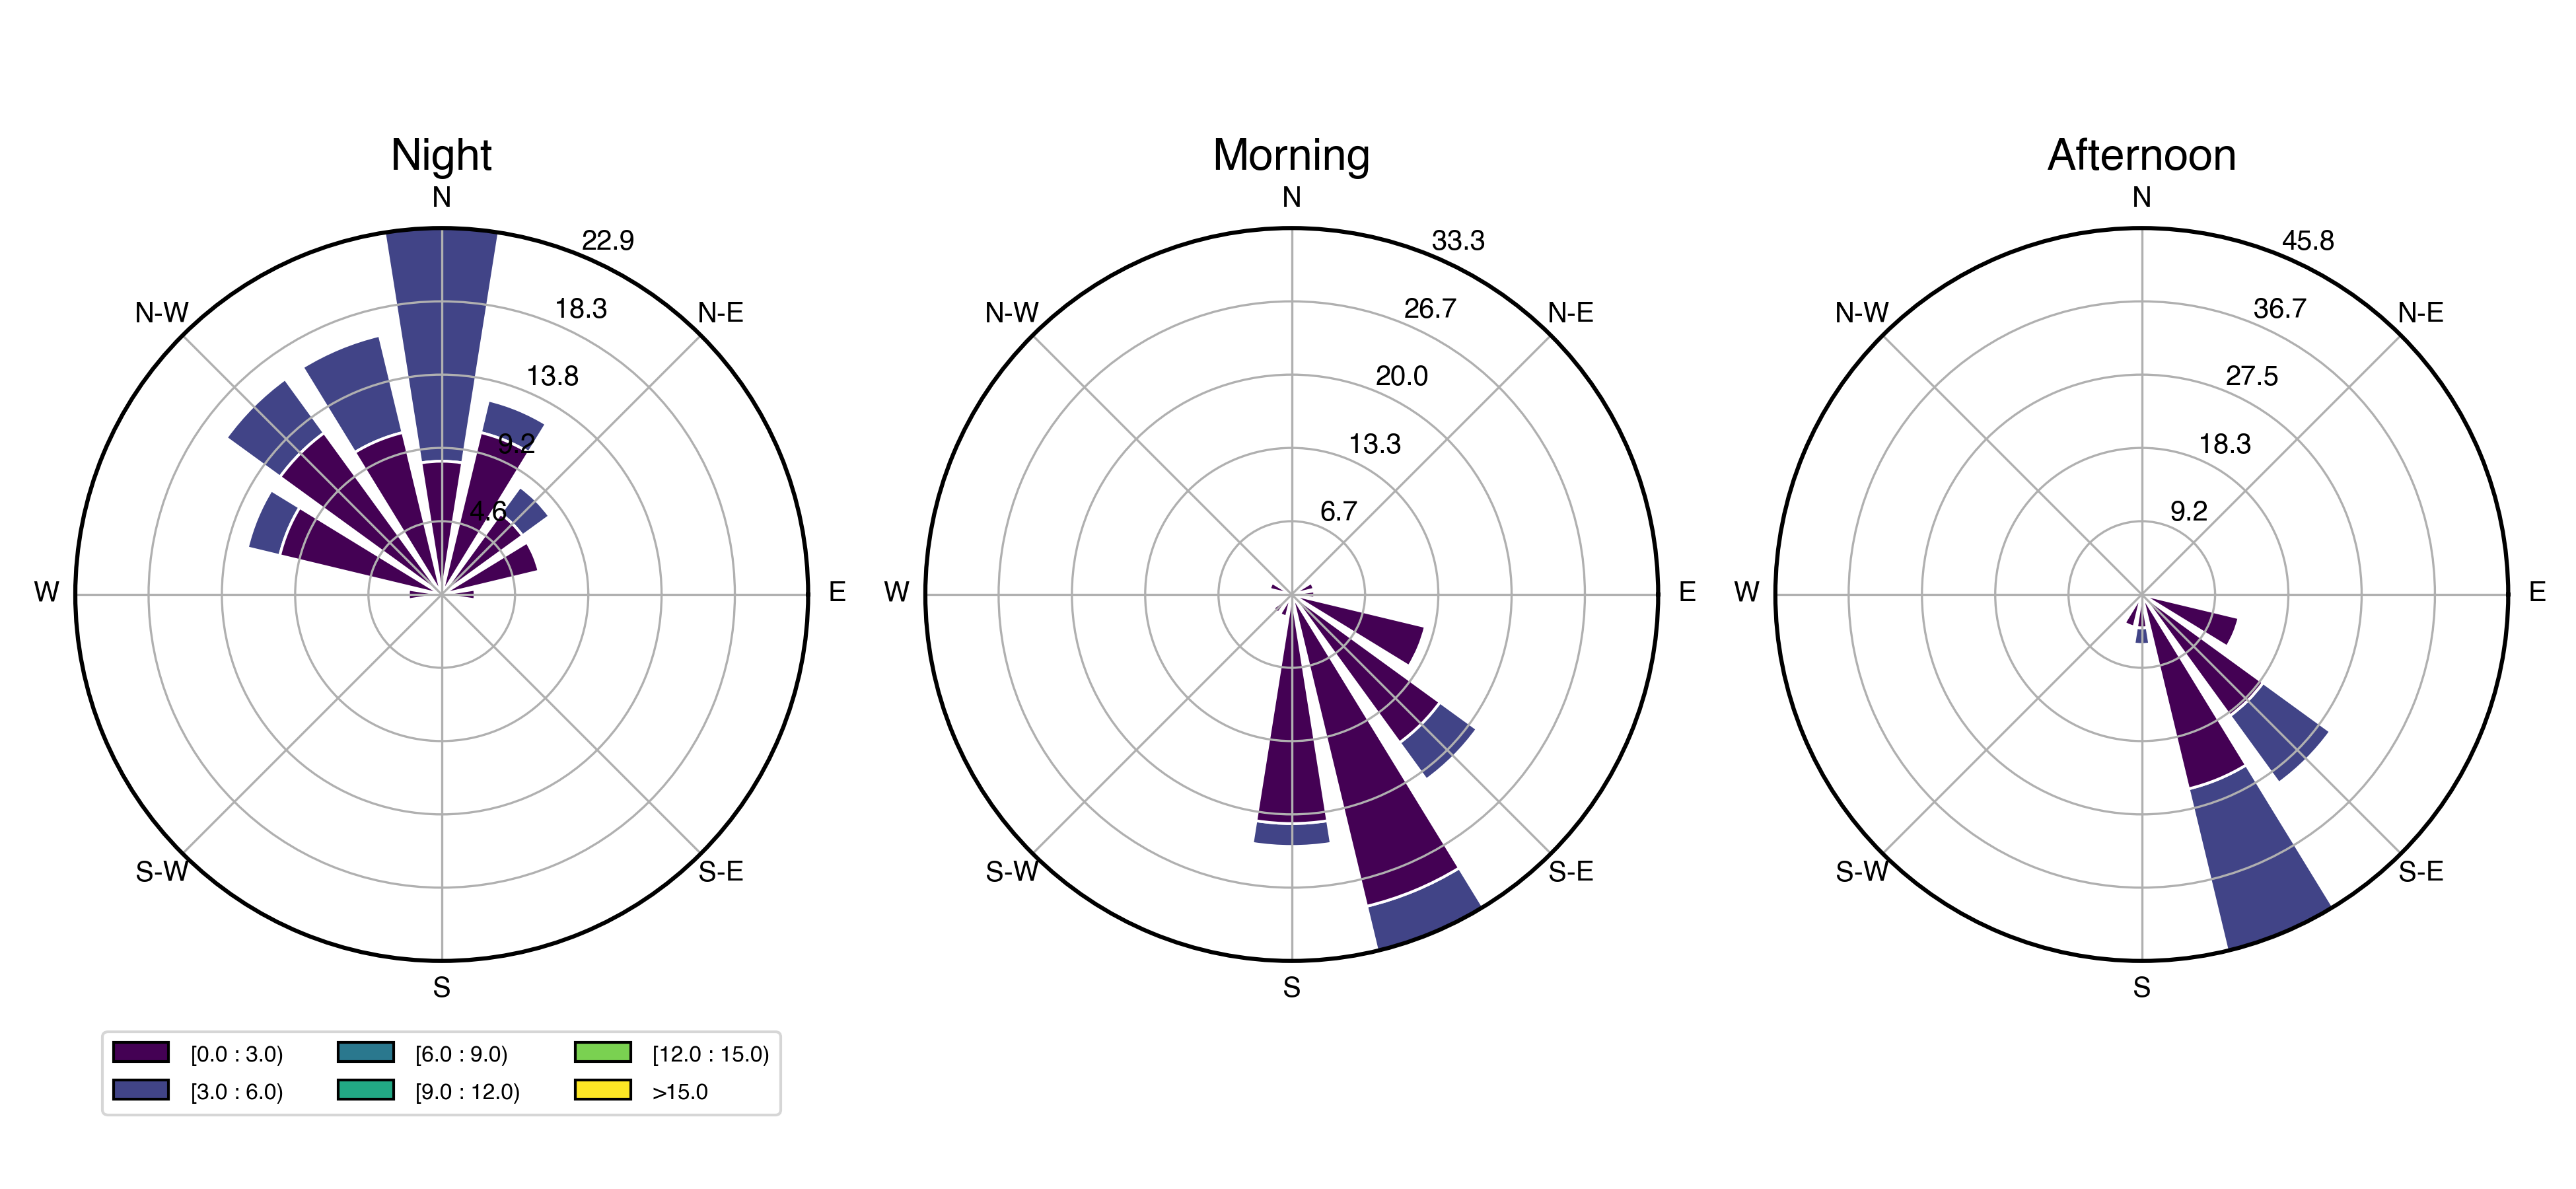 Night
N
22.9
N-W
18.3
N-E
13.8
9.2
4.6
W
E
S-W
S-E
S
Morning
N
33.3
N-W
26.7
N-E
20.0
13.3
6.7
W
E
S-W
S-E
S
Afternoon
N
45.8
N-W
36.7
N-E
27.5
18.3
9.2
W
E
S-W
S-E
S
[0.0 : 3.0)
[3.0 : 6.0)
[6.0 : 9.0)
[9.0 : 12.0)
[12.0 : 15.0)
>15.0